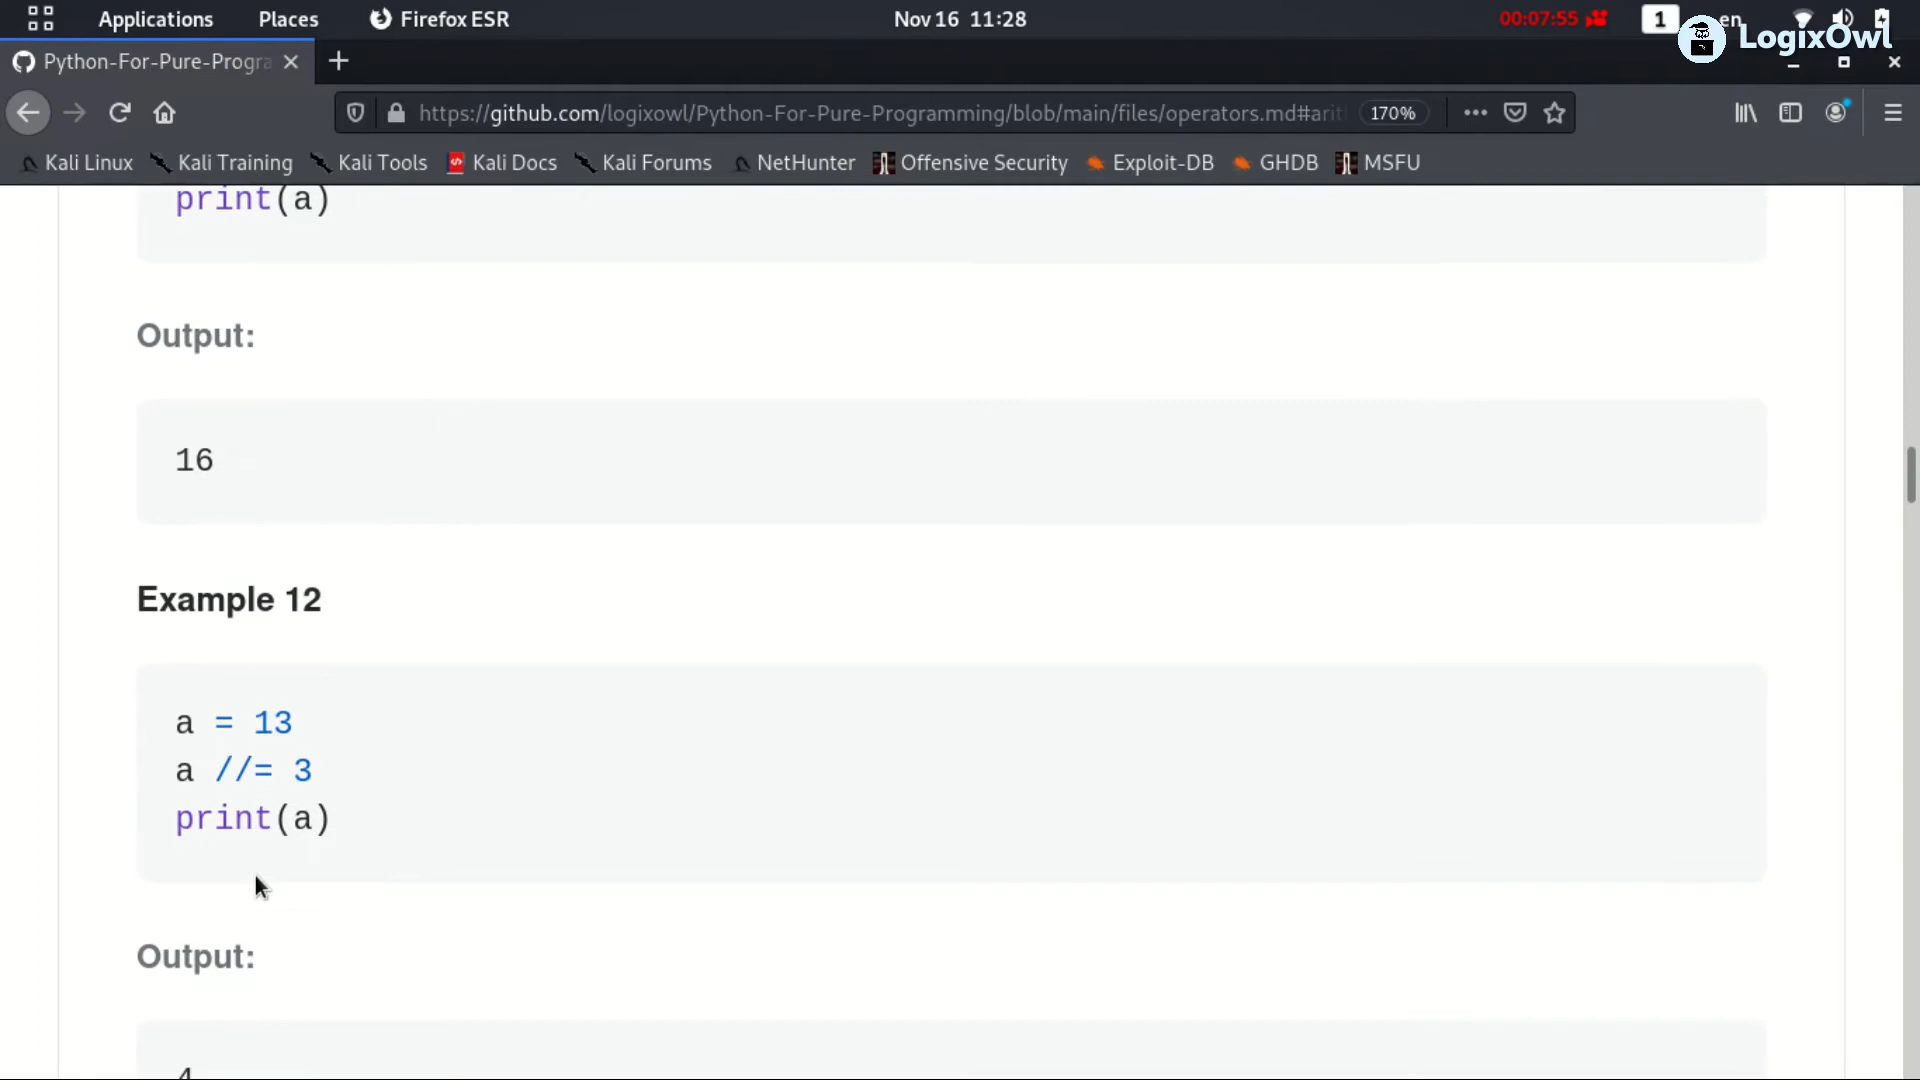 Applications Places Firefox ESR Nov 16 11:28 00:07:55 1 en
LogixOwl
Python-For-Pure-Progra
https://github.com/logixowl/Python-For-Pure-Programming/blob/main/files/operators.md#arit 170%
Kali Linux Kali Training Kali Tools Kali Docs Kali Forums NetHunter Offensive Security Exploit-DB GHDB MSFU
print(a)
Output:
16
Example 12
a = 13
a //= 3
print(a)
Output:
4